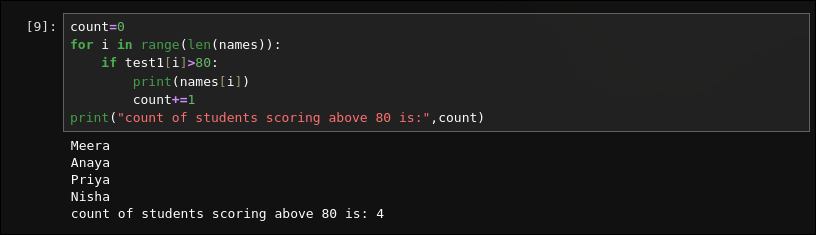 [9]: count=0
for i in range(len(names)):
    if test1[i]>80:
        print(names[i])
        count+=1
print("count of students scoring above 80 is:",count)
Meera
Anaya
Priya
Nisha
count of students scoring above 80 is: 4